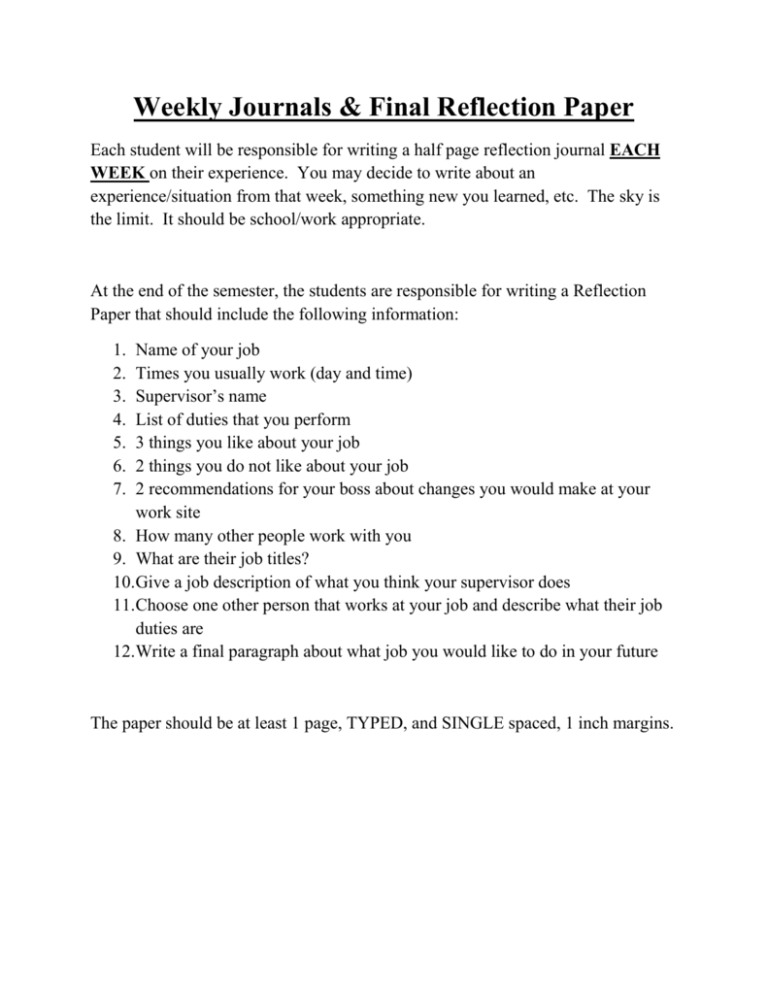 Weekly Journals & Final Reflection Paper
Each student will be responsible for writing a half page reflection journal EACH
WEEK on their experience.  You may decide to write about an
experience/situation from that week, something new you learned, etc.  The sky is
the limit.  It should be school/work appropriate.
At the end of the semester, the students are responsible for writing a Reflection
Paper that should include the following information:
1. Name of your job
2. Times you usually work (day and time)
3. Supervisor’s name
4. List of duties that you perform
5. 3 things you like about your job
6. 2 things you do not like about your job
7. 2 recommendations for your boss about changes you would make at your
work site
8. How many other people work with you
9. What are their job titles?
10.Give a job description of what you think your supervisor does
11.Choose one other person that works at your job and describe what their job
duties are
12.Write a final paragraph about what job you would like to do in your future
The paper should be at least 1 page, TYPED, and SINGLE spaced, 1 inch margins.